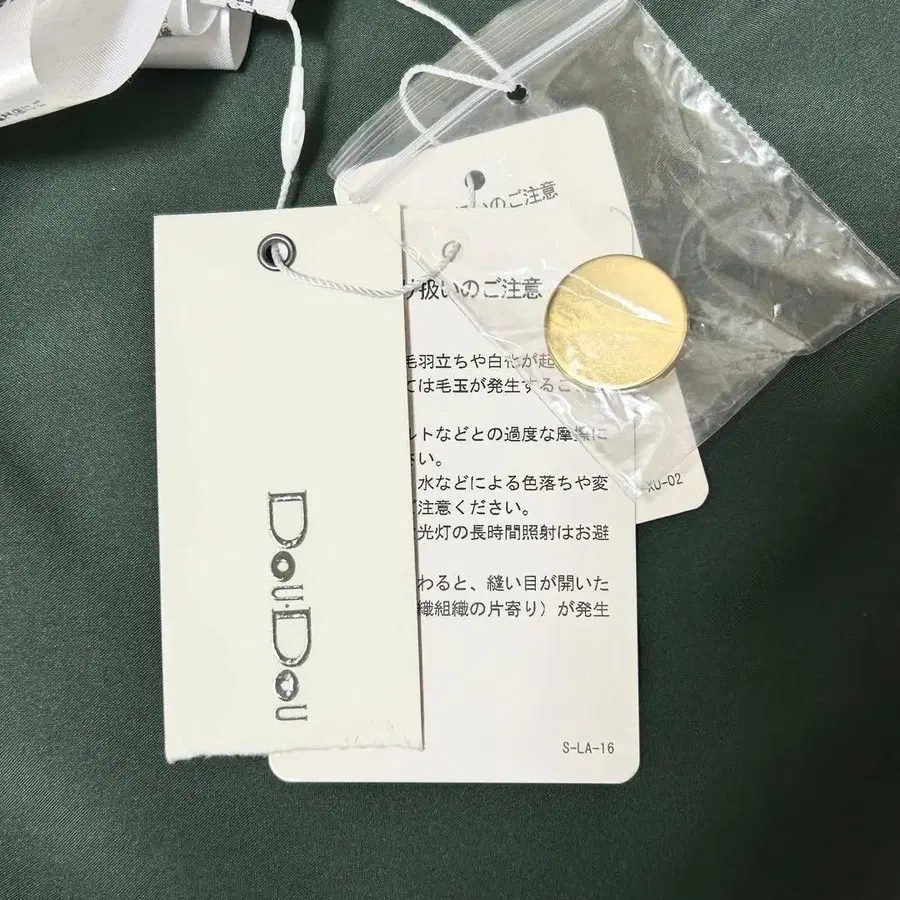 いのご注意
り扱いのご注意
毛羽立ちや白化が起
ては毛玉が発生するこ
ルトなどとの過度な摩擦に
さい。
水などによる色落ちや変
ご注意ください。
光灯の長時間照射はお避
わると、縫い目が開いた
織組織の片寄り）が発生
S-LA-16
XU-02
DOU.DOU